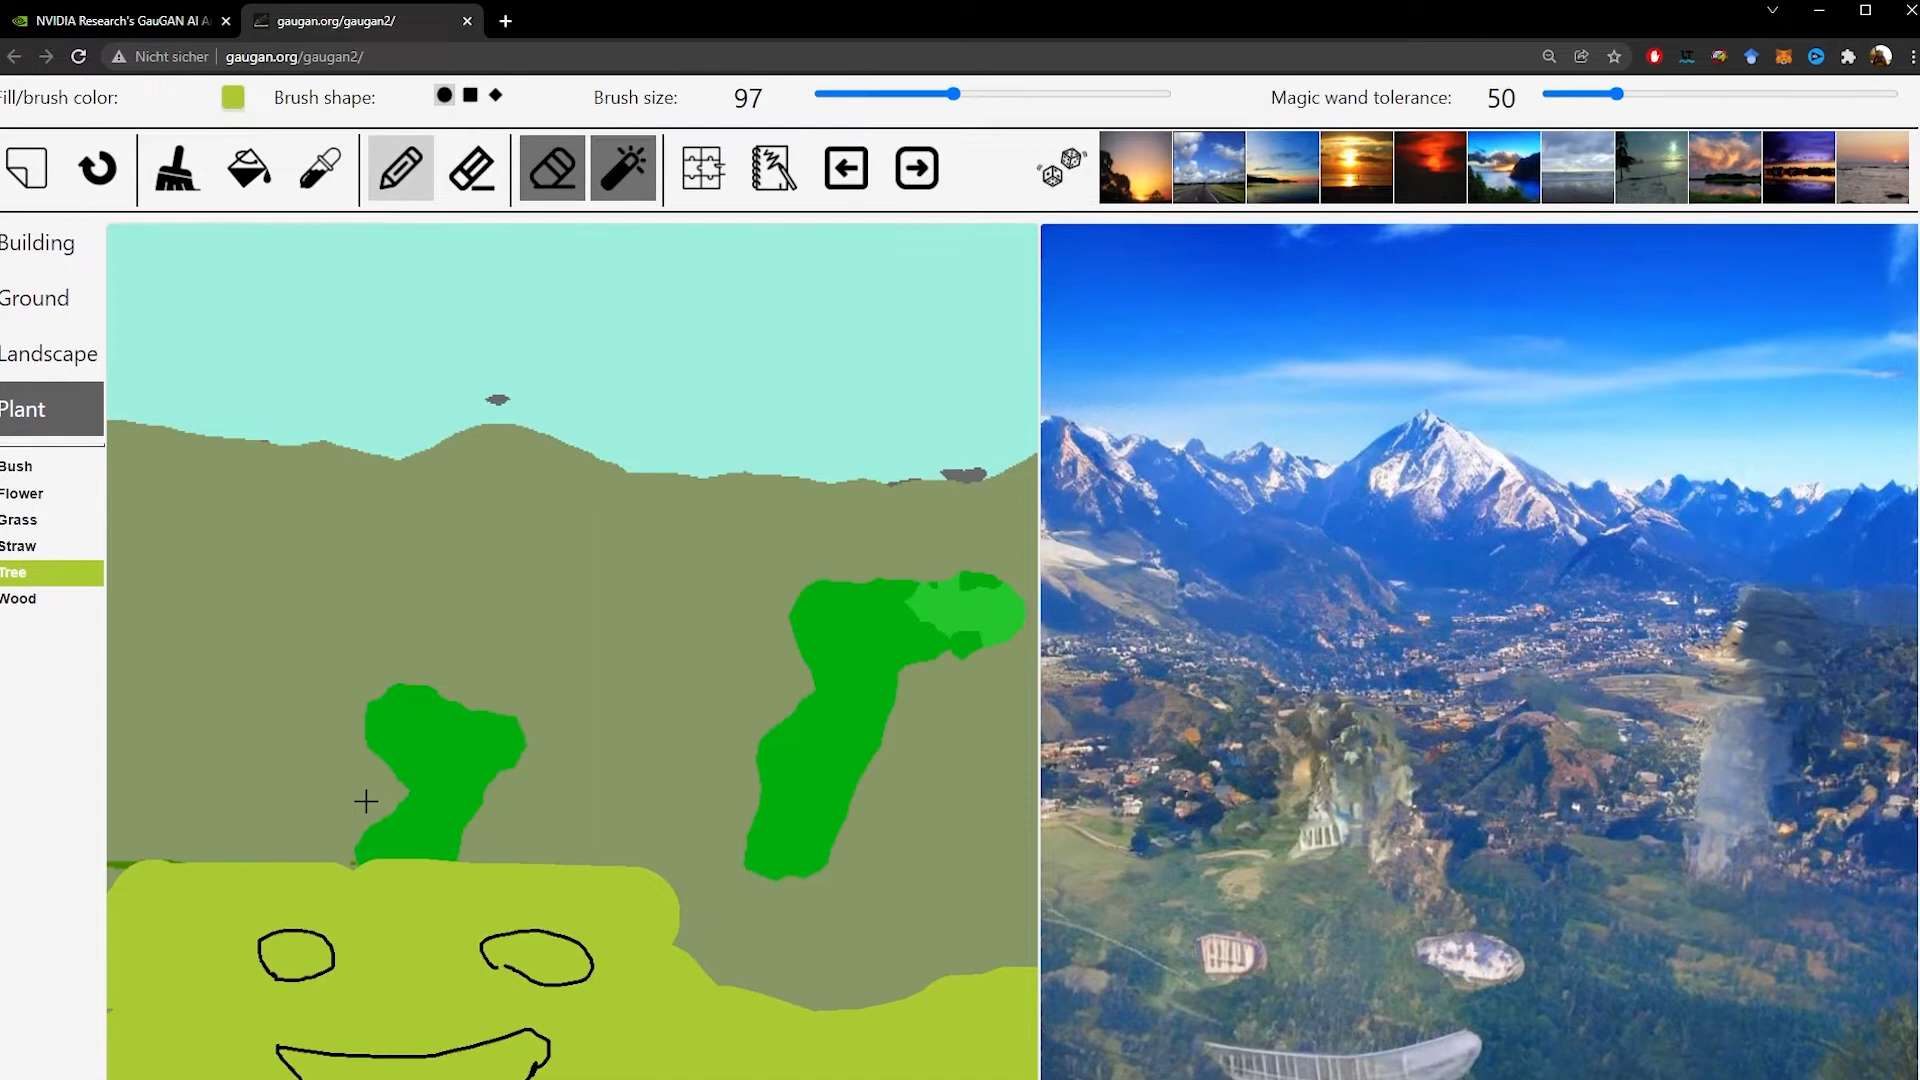 NVIDIA Research's GauGAN AI A
gaugan.org/gaugan2/
Nicht sicher
gaugan.org/gaugan2/
Fill/brush color:
Brush shape:
Brush size: 97
Magic wand tolerance: 50
Building
Ground
Landscape
Plant
Bush
Flower
Grass
Straw
Tree
Wood